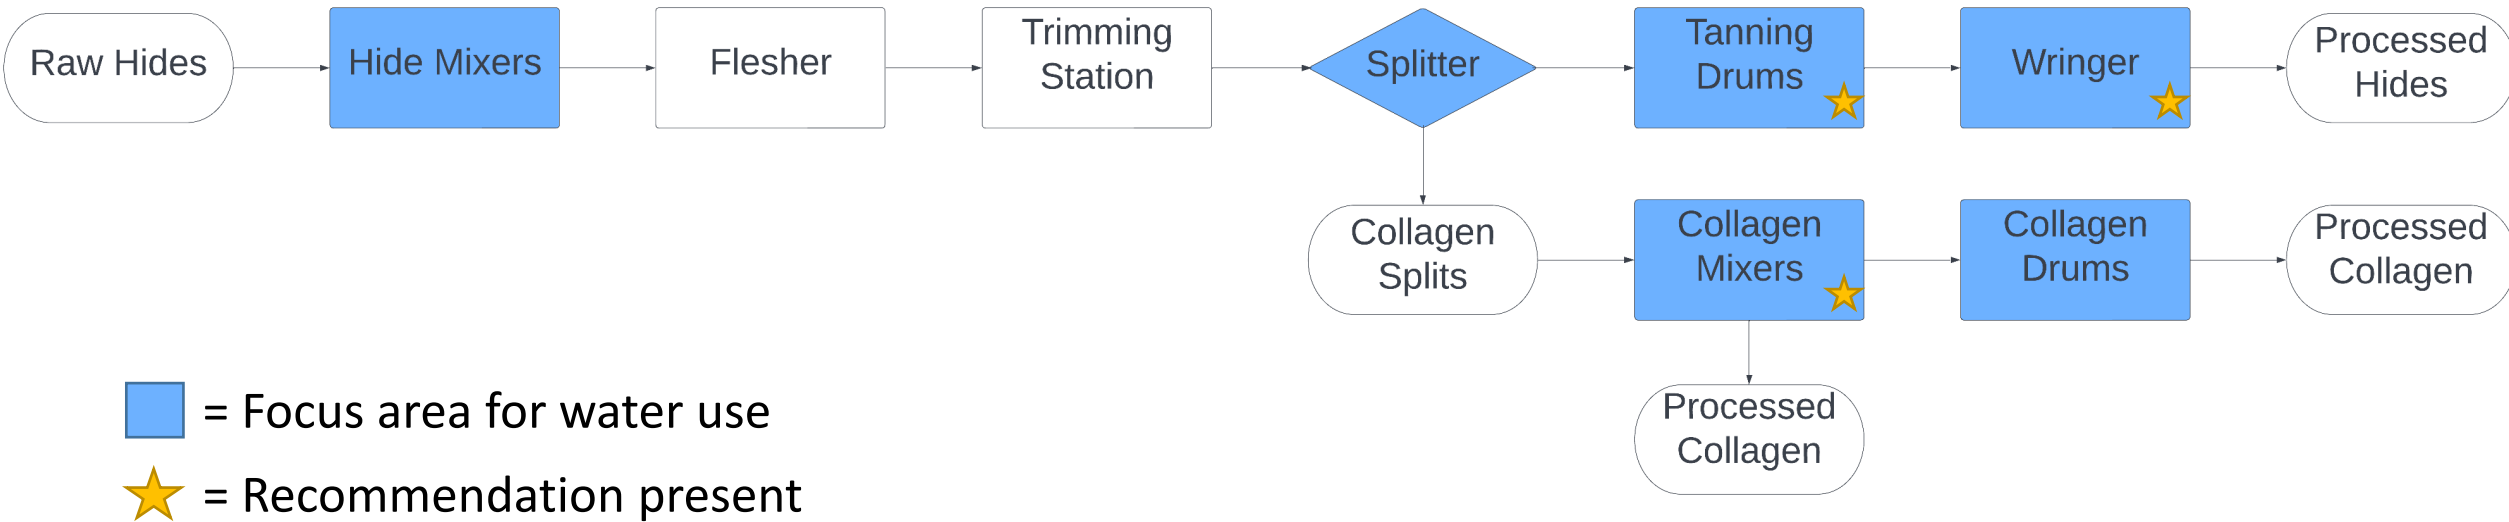 Raw Hides
Hide Mixers
Flesher
Trimming
Station
Splitter
Tanning
Drums
Wringer
Processed
Hides
Collagen
Splits
Collagen
Mixers
Collagen
Drums
Processed
Collagen
Processed
Collagen
= Focus area for water use
= Recommendation present